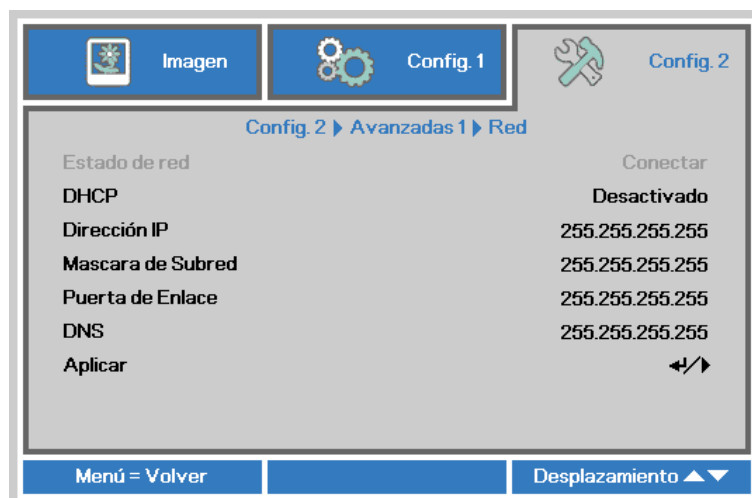 Imagen Config. 1 Config. 2
Config. 2 ▶ Avanzadas 1 ▶ Red
Estado de red Conectar
DHCP Desactivado
Dirección IP 255.255.255.255
Mascara de Subred 255.255.255.255
Puerta de Enlace 255.255.255.255
DNS 255.255.255.255
Aplicar ↵/▶
Menú = Volver Desplazamiento ▲▼